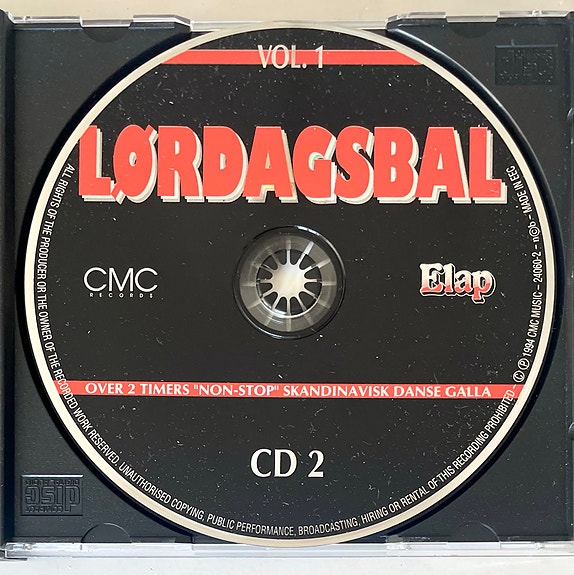 VOL. 1
LØRDAGSBAL
CMC
RECORDS
Elap
OVER 2 TIMERS "NON-STOP" SKANDINAVISK DANSE GALLA
CD 2
ALL RIGHTS OF THE PRODUCER OR THE OWNER OF THE RECORDED WORK RESERVED. UNAUTHORISED COPYING, PUBLIC PERFORMANCE, BROADCASTING, HIRING OR RENTAL OF THIS RECORDING PROHIBITED - © ℗ 1994 CMC MUSIC - 24060-2 - n©b - MADE IN EEC